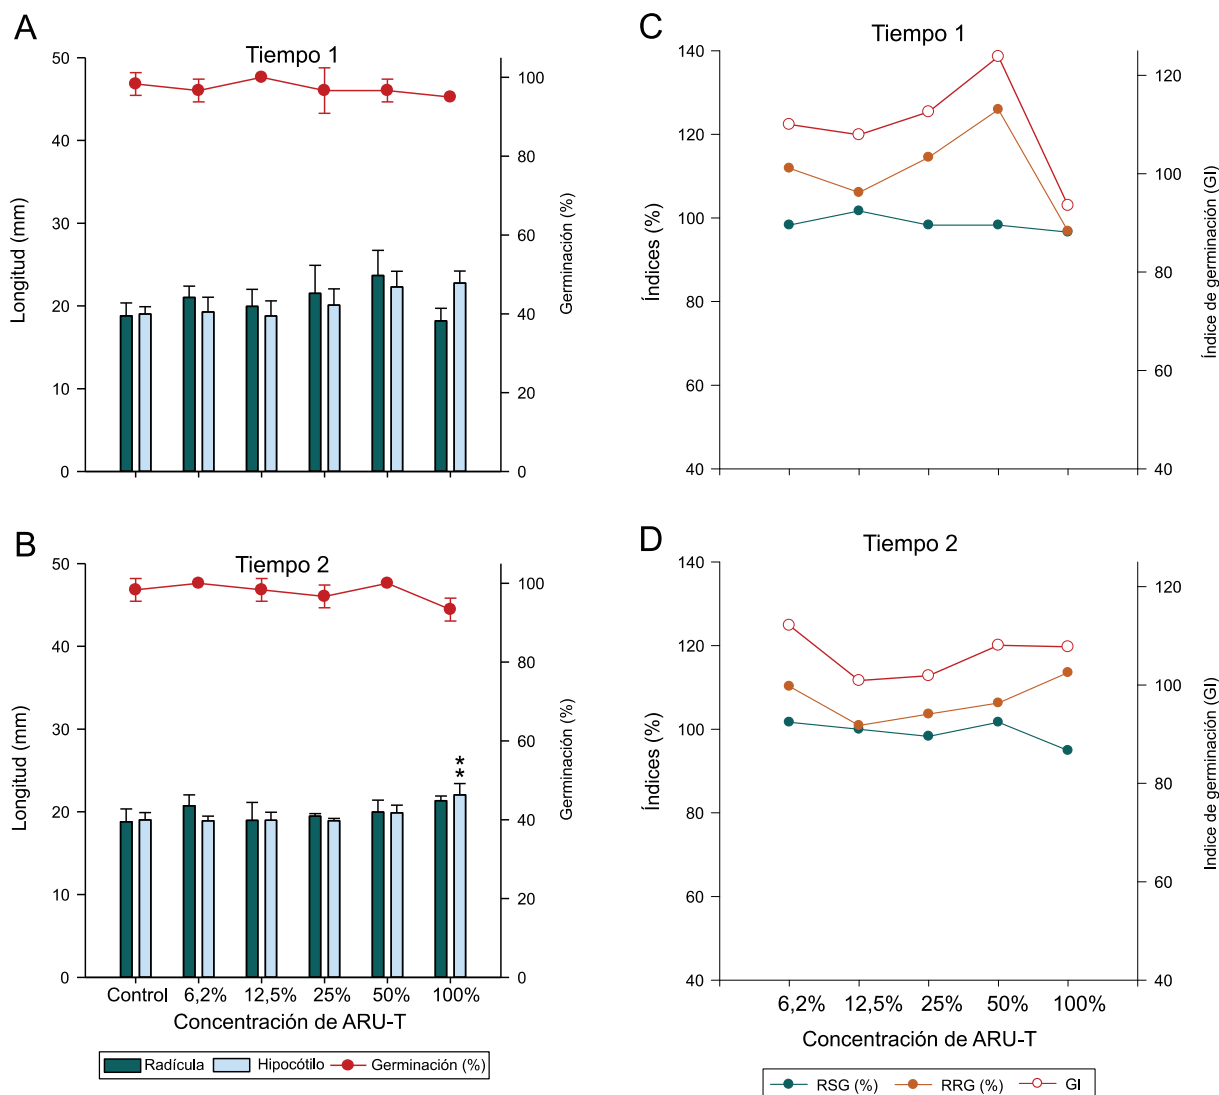 A
Tiempo 1
50
40
30
20
10
0
Longitud (mm)
100
80
60
40
20
0
Germinación (%)
C
Tiempo 1
140
120
100
80
60
40
Índices (%)
120
100
80
60
40
Índice de germinación (GI)
B
Tiempo 2
50
40
30
20
10
0
Longitud (mm)
100
80
60
40
20
0
Germinación (%)
**
Control 6,2% 12,5% 25% 50% 100%
Concentración de ARU-T
Radícula Hipocótilo Germinación (%)
D
Tiempo 2
140
120
100
80
60
40
Índices (%)
120
100
80
60
40
Indice de germinación (GI)
6,2% 12,5% 25% 50% 100%
Concentración de ARU-T
RSG (%) RRG (%) GI